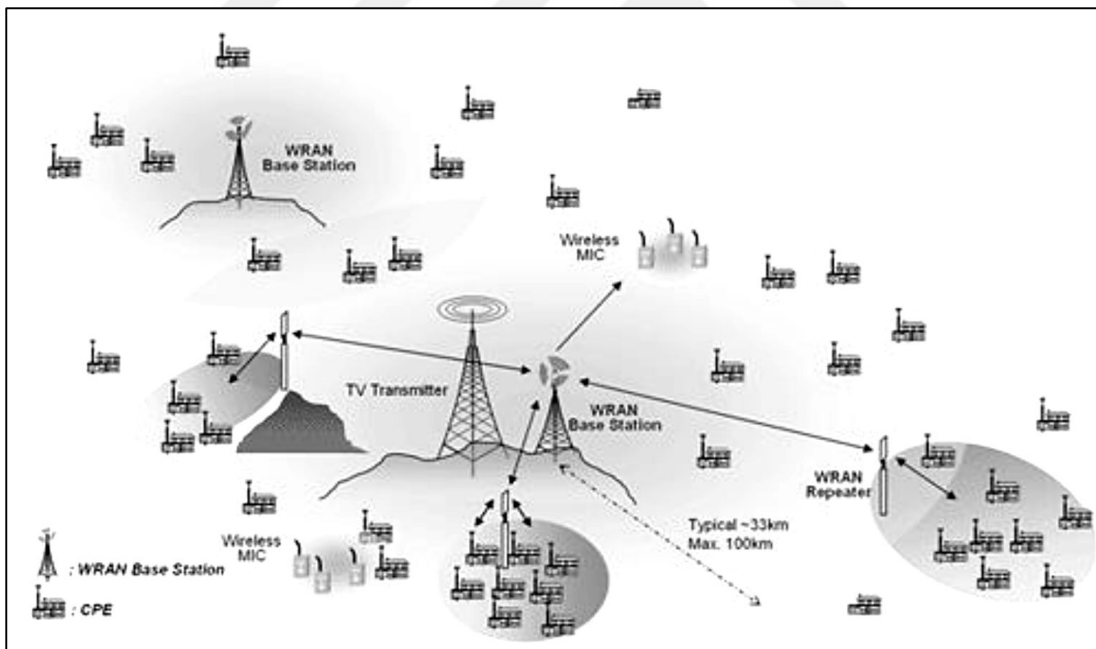 WRAN
Base Station
Wireless
MIC
TV Transmitter
WRAN
Base Station
WRAN
Repeater
Typical ~33km
Max. 100km
Wireless
MIC
: WRAN Base Station
: CPE